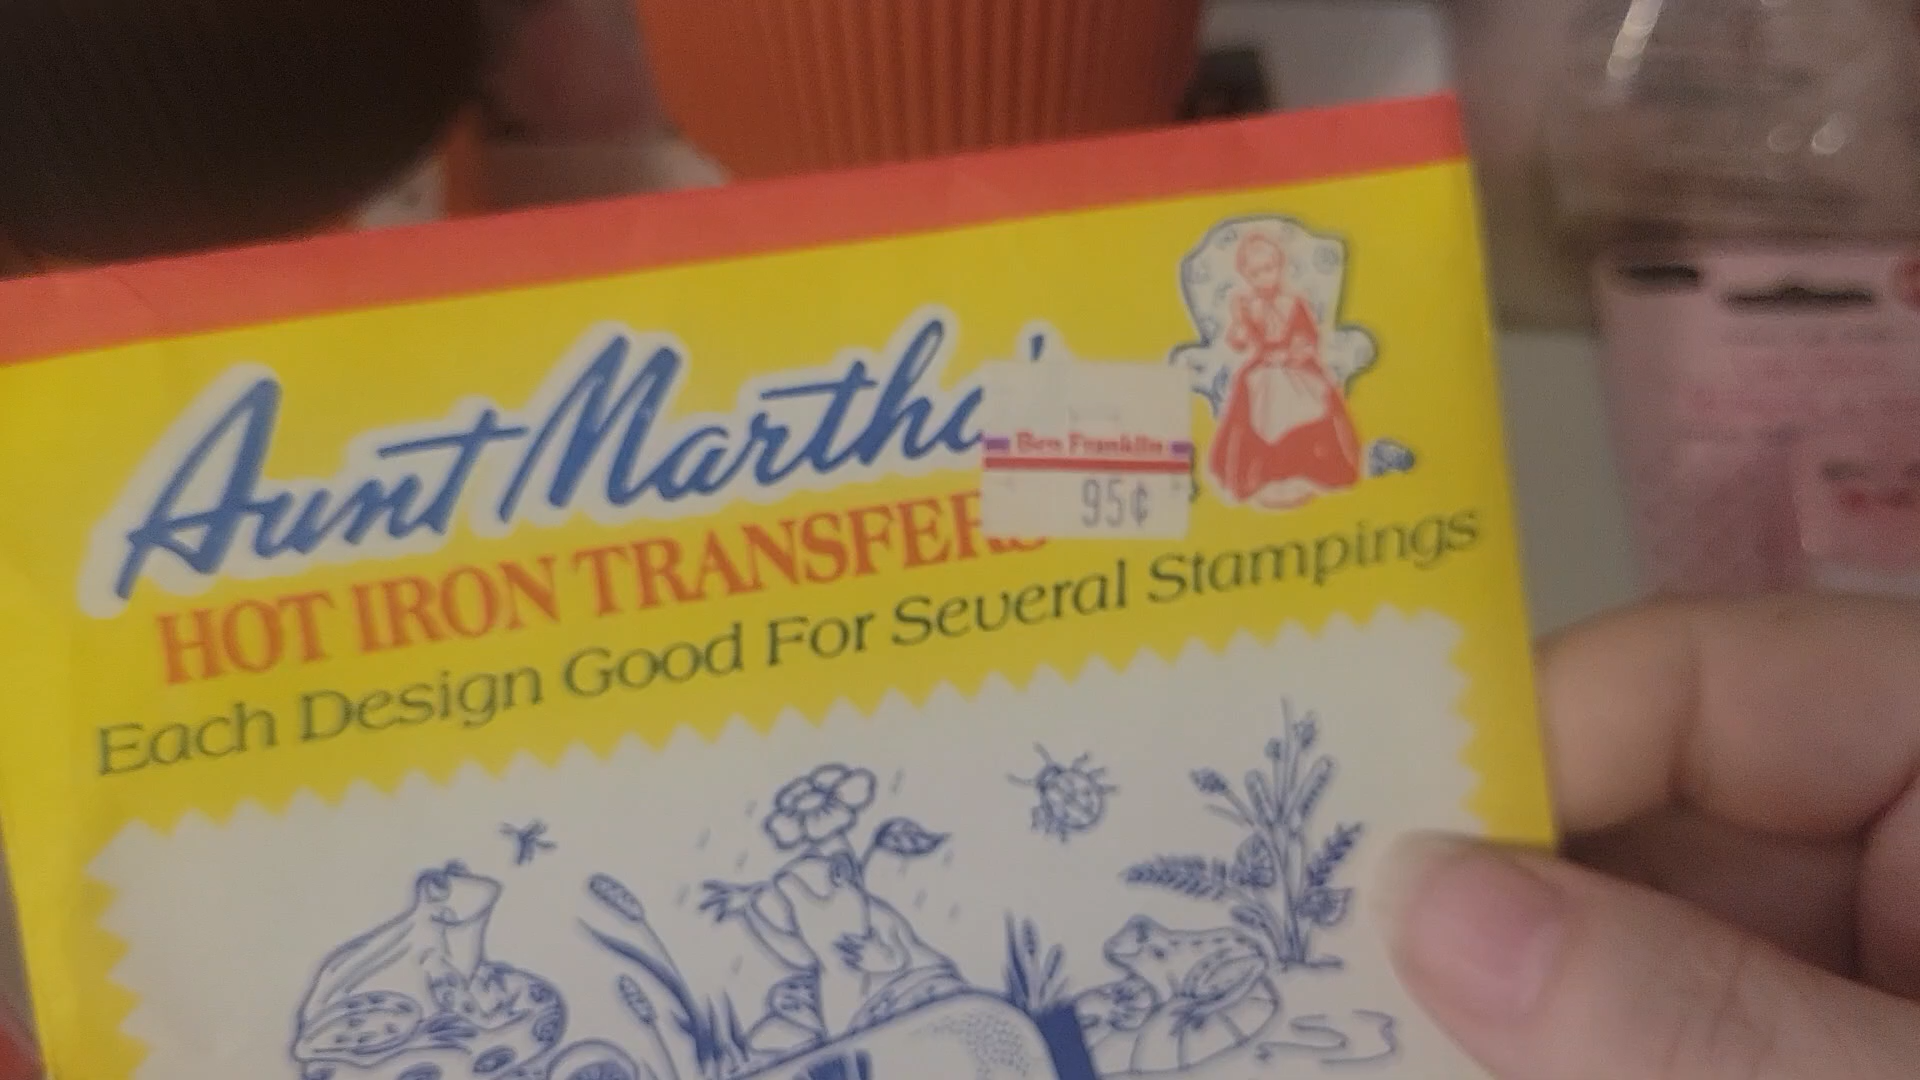 Aunt Martha'
Ben Franklin
95¢
HOT IRON TRANSFERS
Each Design Good For Several Stampings